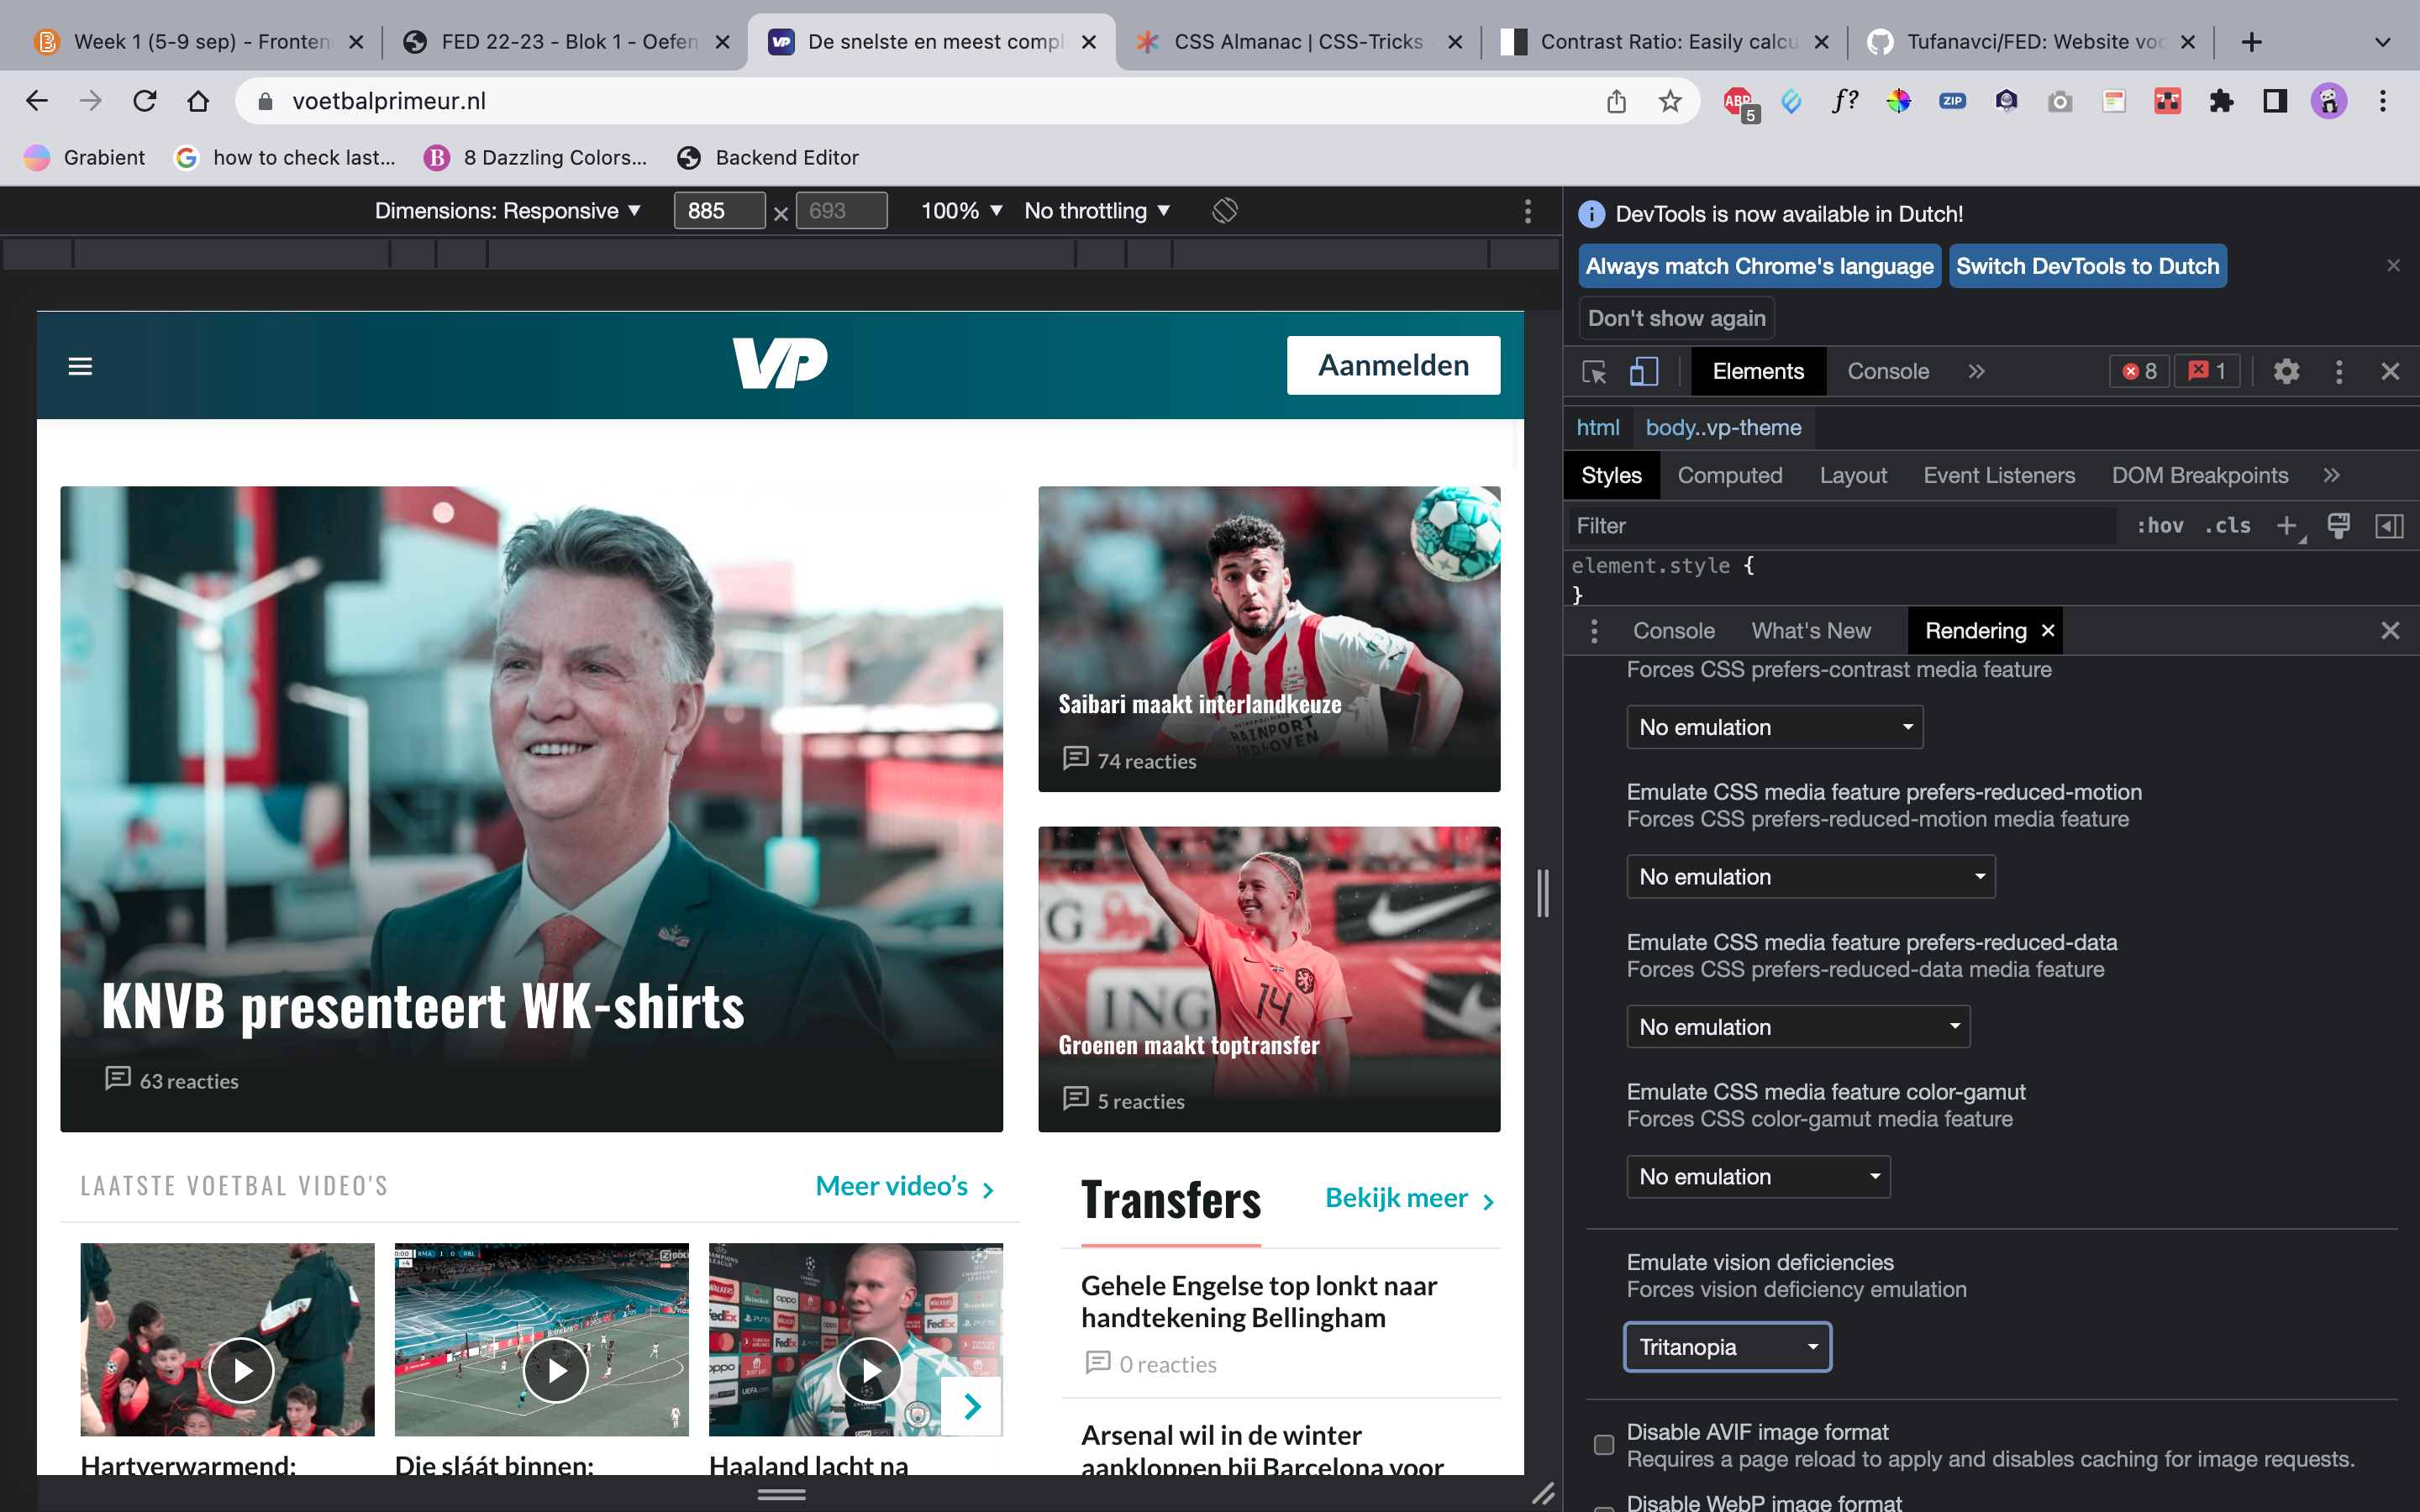 Week 1 (5-9 sep) - Fronten
FED 22-23 - Blok 1 - Oefen
VP De snelste en meest compl
CSS Almanac | CSS-Tricks -
Contrast Ratio: Easily calcu
Tufanavci/FED: Website voo
voetbalprimeur.nl
ABP 5
f?
ZIP
Grabient
how to check last...
B 8 Dazzling Colors...
Backend Editor
Dimensions: Responsive ▼ 885 × 693 100% ▼ No throttling ▼
VP
Aanmelden
KNVB presenteert WK-shirts
63 reacties
Saibari maakt interlandkeuze
74 reacties
ING
14
Groenen maakt toptransfer
5 reacties
LAATSTE VOETBAL VIDEO'S
Meer video’s
Hartverwarmend:
Die sláát binnen:
Haaland lacht na
Transfers
Bekijk meer
Gehele Engelse top lonkt naar
handtekening Bellingham
0 reacties
Arsenal wil in de winter
aankloppen bij Barcelona voor
DevTools is now available in Dutch!
Always match Chrome's language
Switch DevTools to Dutch
Don't show again
Elements
Console
8
1
html
body..vp-theme
Styles
Computed
Layout
Event Listeners
DOM Breakpoints
Filter
:hov
.cls
element.style {
}
Console
What's New
Rendering
Forces CSS prefers-contrast media feature
No emulation
Emulate CSS media feature prefers-reduced-motion
Forces CSS prefers-reduced-motion media feature
No emulation
Emulate CSS media feature prefers-reduced-data
Forces CSS prefers-reduced-data media feature
No emulation
Emulate CSS media feature color-gamut
Forces CSS color-gamut media feature
No emulation
Emulate vision deficiencies
Forces vision deficiency emulation
Tritanopia
Disable AVIF image format
Requires a page reload to apply and disables caching for image requests.
Disable WebP image format